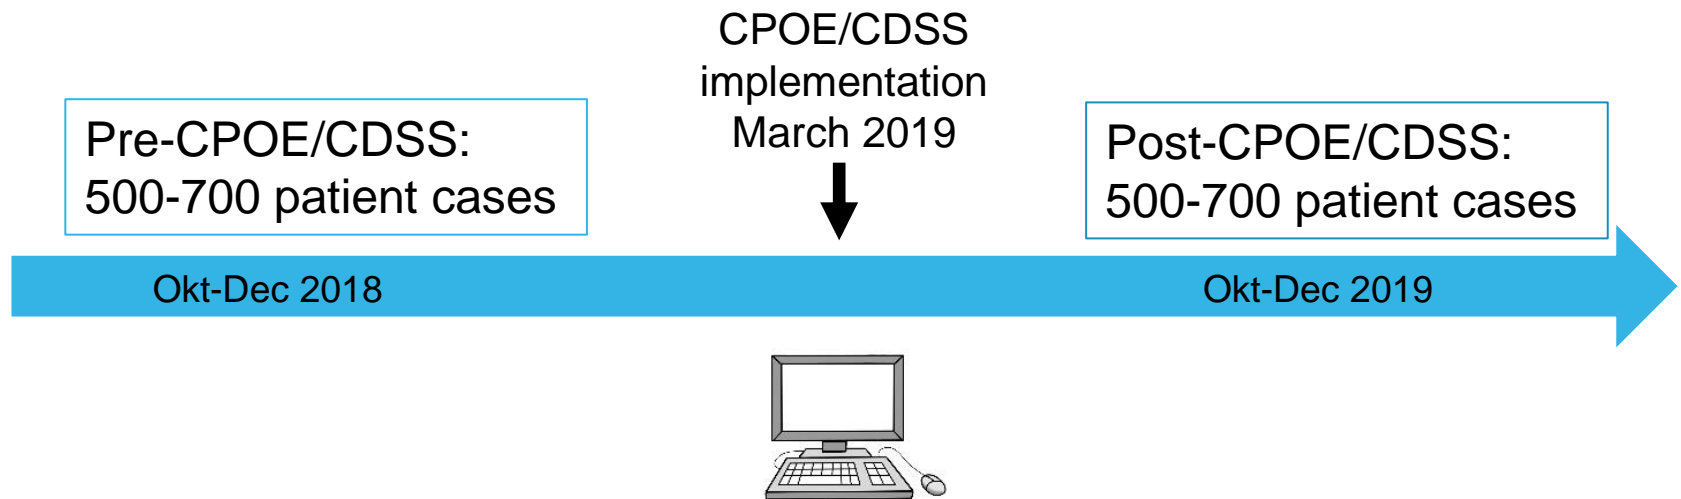 CPOE/CDSS
implementation
March 2019
Pre-CPOE/CDSS:
500-700 patient cases
Post-CPOE/CDSS:
500-700 patient cases
Okt-Dec 2018
Okt-Dec 2019